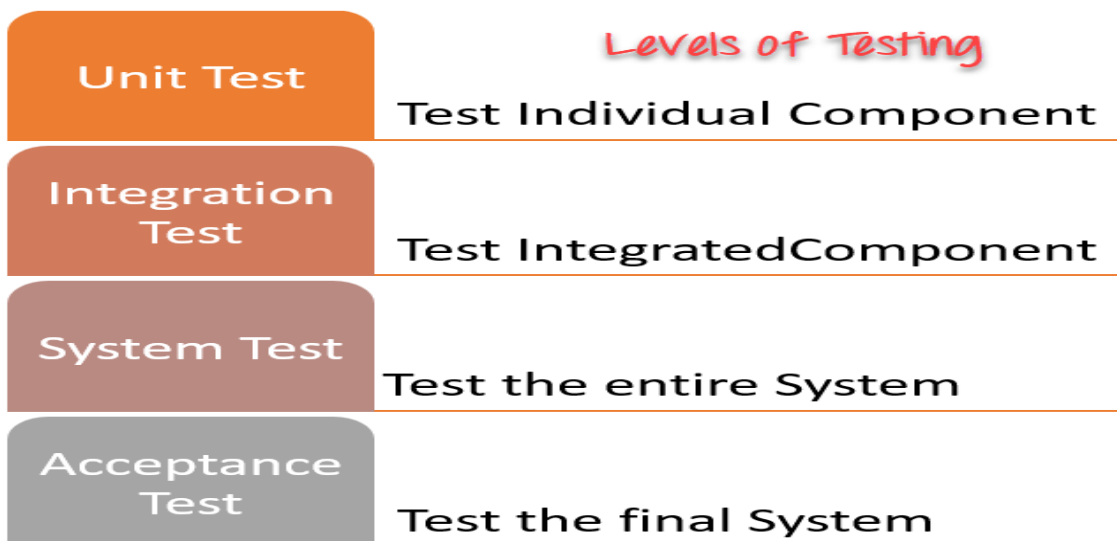 Levels of Testing
Unit Test
Test Individual Component
Integration
Test
Test IntegratedComponent
System Test
Test the entire System
Acceptance
Test
Test the final System